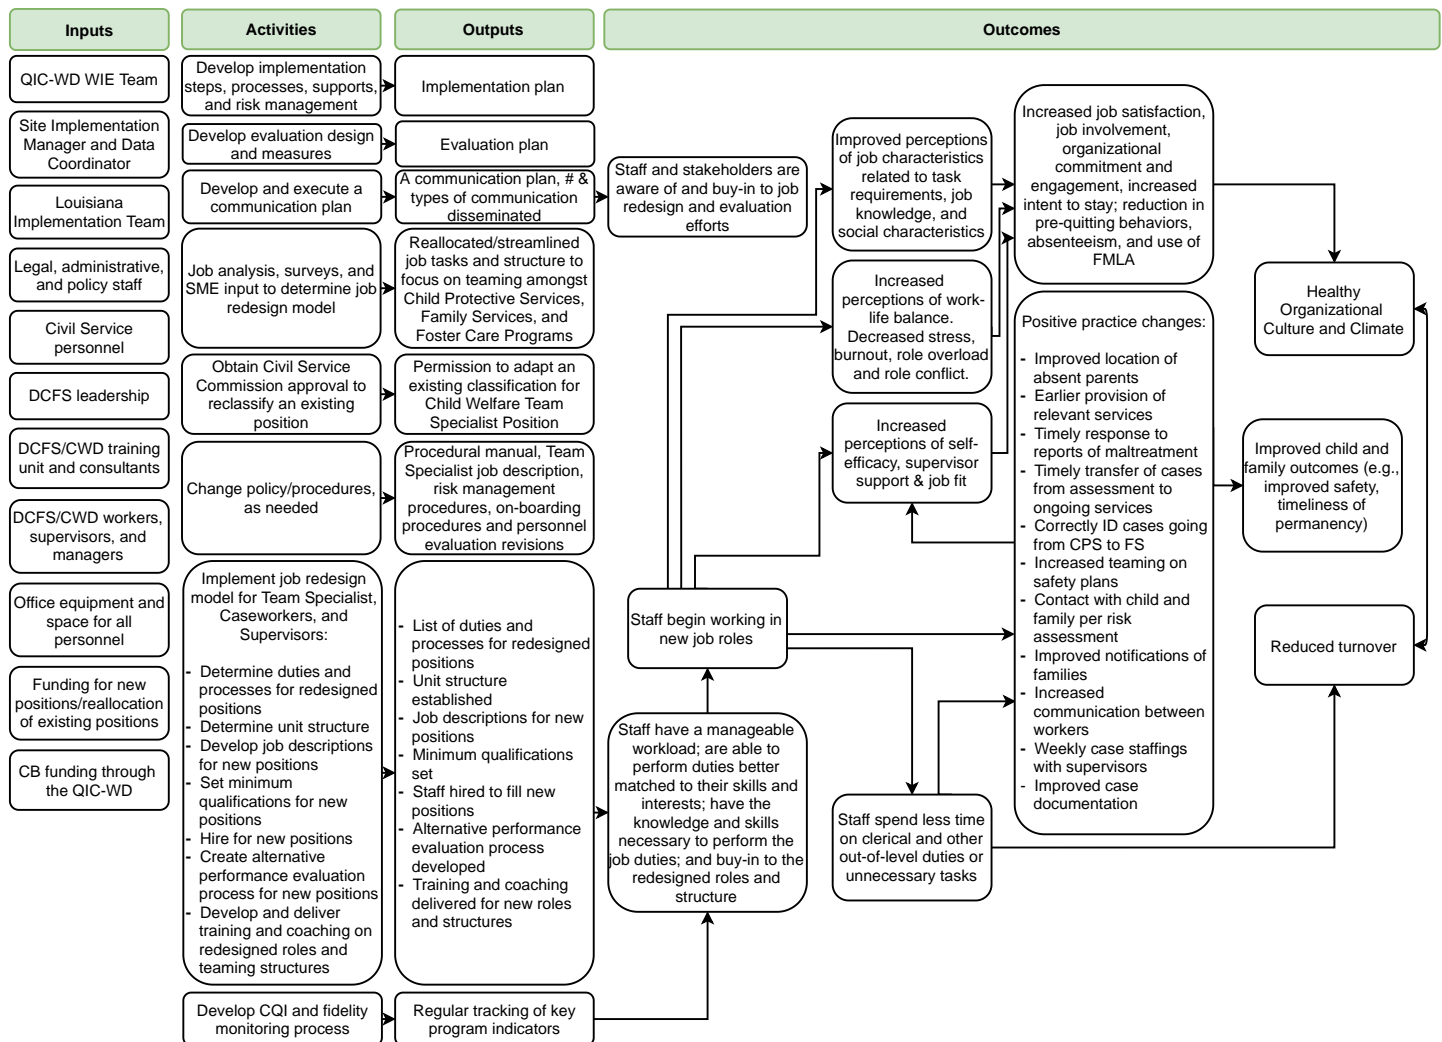 Inputs
Activities
Outputs
Outcomes
QIC-WD WIE Team
Site Implementation
Manager and Data
Coordinator
Louisiana
Implementation Team
Legal, administrative,
and policy staff
Civil Service
personnel
DCFS leadership
DCFS/CWD training
unit and consultants
DCFS/CWD workers,
supervisors, and
managers
Office equipment and
space for all
personnel
Funding for new
positions/reallocation
of existing positions
CB funding through
the QIC-WD
Develop implementation
steps, processes, supports,
and risk management
Develop evaluation design
and measures
Develop and execute a
communication plan
Job analysis, surveys, and
SME input to determine job
redesign model
Obtain Civil Service
Commission approval to
reclassify an existing
position
Change policy/procedures,
as needed
Implement job redesign
model for Team Specialist,
Caseworkers, and
Supervisors:
- Determine duties and
processes for redesigned
positions
- Determine unit structure
- Develop job descriptions
for new positions
- Set minimum
qualifications for new
positions
- Hire for new positions
- Create alternative
performance evaluation
process for new positions
- Develop and deliver
training and coaching on
redesigned roles and
teaming structures
Develop CQI and fidelity
monitoring process
Implementation plan
Evaluation plan
A communication plan, # &
types of communication
disseminated
Reallocated/streamlined
job tasks and structure to
focus on teaming amongst
Child Protective Services,
Family Services, and
Foster Care Programs
Permission to adapt an
existing classification for
Child Welfare Team
Specialist Position
Procedural manual, Team
Specialist job description,
risk management
procedures, on-boarding
procedures and personnel
evaluation revisions
- List of duties and
processes for redesigned
positions
- Unit structure
established
- Job descriptions for new
positions
- Minimum qualifications
set
- Staff hired to fill new
positions
- Alternative performance
evaluation process
developed
- Training and coaching
delivered for new roles
and structures
Regular tracking of key
program indicators
Staff and stakeholders are
aware of and buy-in to job
redesign and evaluation
efforts
Staff begin working in
new job roles
Staff have a manageable
workload; are able to
perform duties better
matched to their skills and
interests; have the
knowledge and skills
necessary to perform the
job duties; and buy-in to the
redesigned roles and
structure
Improved perceptions
of job characteristics
related to task
requirements, job
knowledge, and
social characteristics
Increased
perceptions of work-
life balance.
Decreased stress,
burnout, role overload
and role conflict.
Increased
perceptions of self-
efficacy, supervisor
support & job fit
Staff spend less time
on clerical and other
out-of-level duties or
unnecessary tasks
Increased job satisfaction,
job involvement,
organizational
commitment and
engagement, increased
intent to stay; reduction in
pre-quitting behaviors,
absenteeism, and use of
FMLA
Positive practice changes:
- Improved location of
absent parents
- Earlier provision of
relevant services
- Timely response to
reports of maltreatment
- Timely transfer of cases
from assessment to
ongoing services
- Correctly ID cases going
from CPS to FS
- Increased teaming on
safety plans
- Contact with child and
family per risk
assessment
- Improved notifications of
families
- Increased
communication between
workers
- Weekly case staffings
with supervisors
- Improved case
documentation
Healthy
Organizational
Culture and Climate
Improved child and
family outcomes (e.g.,
improved safety,
timeliness of
permanency)
Reduced turnover